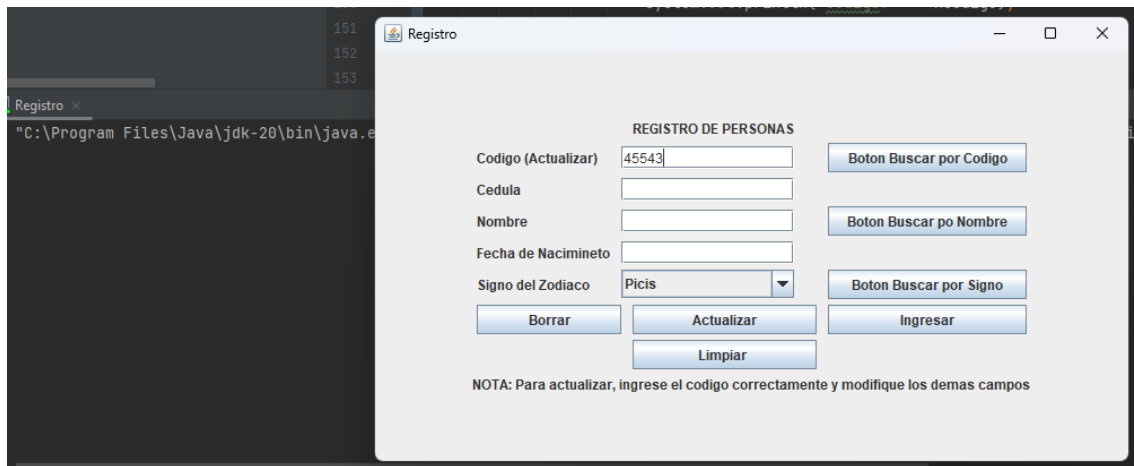 151
152
153
Registro
Registro
"C:\Program Files\Java\jdk-20\bin\java.e
REGISTRO DE PERSONAS
Codigo (Actualizar) 45543 Boton Buscar por Codigo
Cedula
Nombre Boton Buscar po Nombre
Fecha de Nacimineto
Signo del Zodiaco Picis Boton Buscar por Signo
Borrar Actualizar Ingresar
Limpiar
NOTA: Para actualizar, ingrese el codigo correctamente y modifique los demas campos